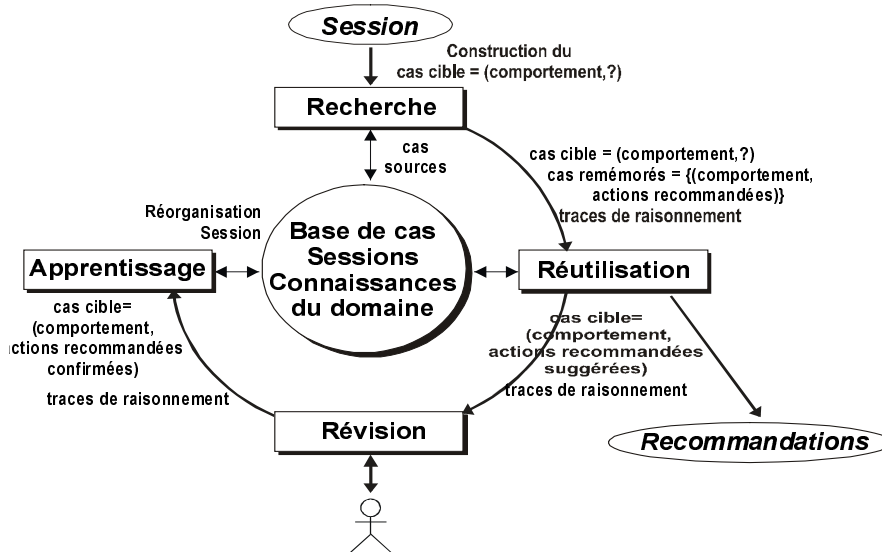 Session
Construction du
cas cible = (comportement,?)
Recherche
cas
sources
cas cible = (comportement,?)
cas remémorés = {(comportement,
actions recommandées)}
traces de raisonnement
Réorganisation
Session
Base de cas
Sessions
Connaissances
du domaine
Apprentissage
Réutilisation
cas cible=
(comportement,
actions recommandées
confirmées)
traces de raisonnement
cas cible=
(comportement,
actions recommandées
suggérées)
traces de raisonnement
Révision
Recommandations